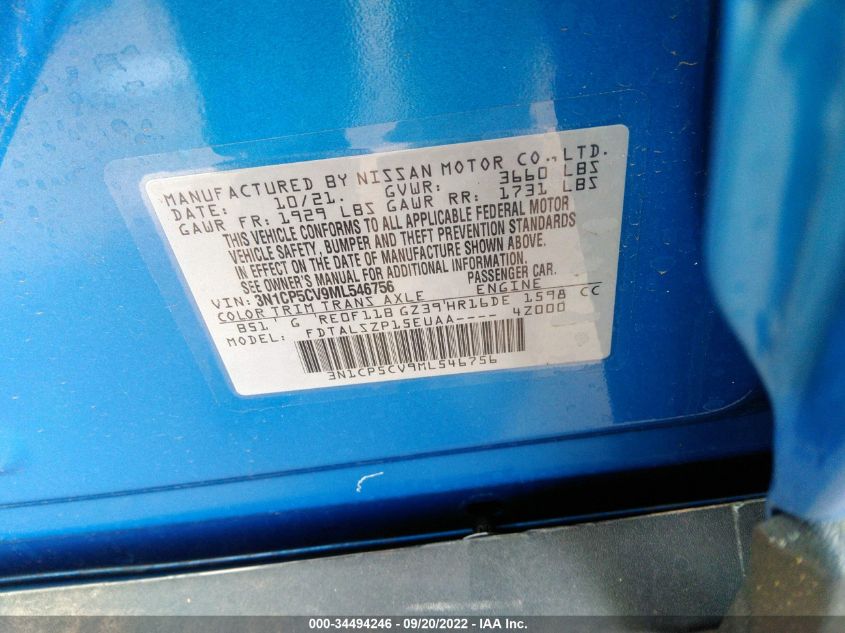 MANUFACTURED BY NISSAN MOTOR CO., LTD.
DATE: 10/21. GVWR: 3660 LBS
GAWR FR: 1929 LBS GAWR RR: 1731 LBS
THIS VEHICLE CONFORMS TO ALL APPLICABLE FEDERAL MOTOR
VEHICLE SAFETY, BUMPER AND THEFT PREVENTION STANDARDS
IN EFFECT ON THE DATE OF MANUFACTURE SHOWN ABOVE.
SEE OWNER'S MANUAL FOR ADDITIONAL INFORMATION.
VIN: 3N1CP5CV9ML546756 PASSENGER CAR.
COLOR TRIM TRANS AXLE ENGINE
B51 G RE0F11B GZ39 HR16DE 1598 CC
MODEL: FDTALSZP15EUAA---- 4Z000
3N1CP5CV9ML546756
000-34494246 - 09/20/2022 - IAA Inc.